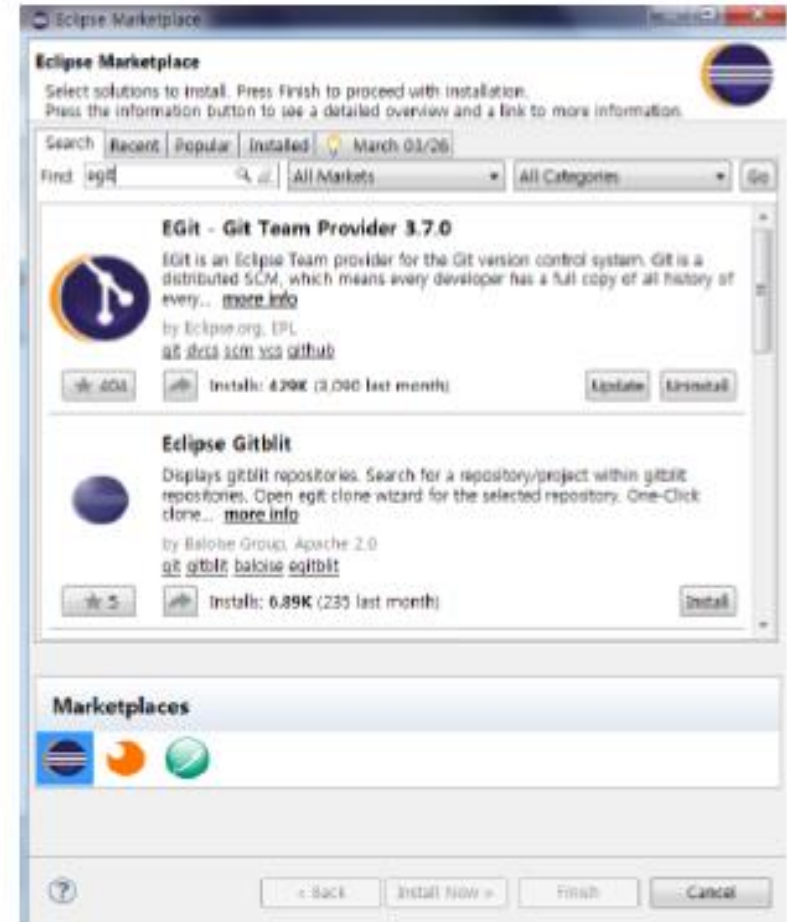 Eclipse Marketplace
Eclipse Marketplace
Select solutions to install. Press Finish to proceed with installation.
Press the information button to see a detailed overview and a link to more information.
Search Recent Popular Installed March 03/26
Find: egit All Markets All Categories Go
EGit - Git Team Provider 3.7.0
EGit is an Eclipse Team provider for the Git version control system. Git is a
distributed SCM, which means every developer has a full copy of all history of
every... more info
by Eclipse.org, EPL
git dvcs scm vcs github
404 Installs: 429K (3,090 last month) Update Uninstall
Eclipse Gitblit
Displays gitblit repositories. Search for a repository/project within gitblit
repositories. Open egit clone wizard for the selected repository. One-Click
clone... more info
by Baloise Group, Apache 2.0
git gitblit baloise egitblit
5 Installs: 6.89K (235 last month) Install
Marketplaces
? < Back Install Now > Finish Cancel